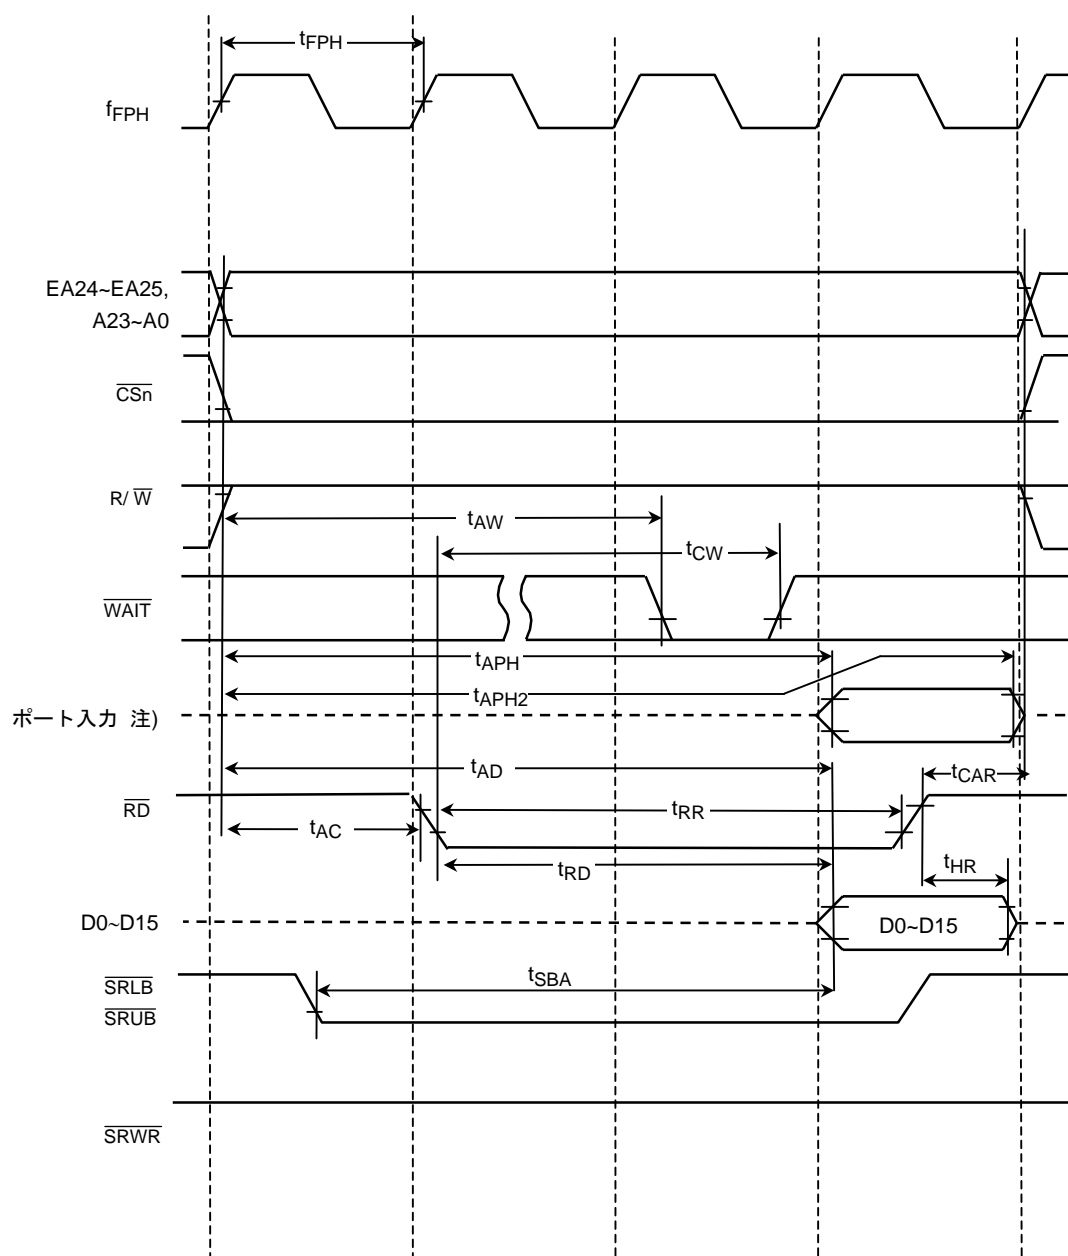 tFPH
fFPH
EA24~EA25,
A23~A0
CSn
R/ W
tAW
tCW
WAIT
tAPH
tAPH2
ポート入力 注)
tAD
tCAR
RD
tAC
tRR
tRD
tHR
D0~D15
D0~D15
SRLB
SRUB
tSBA
SRWR